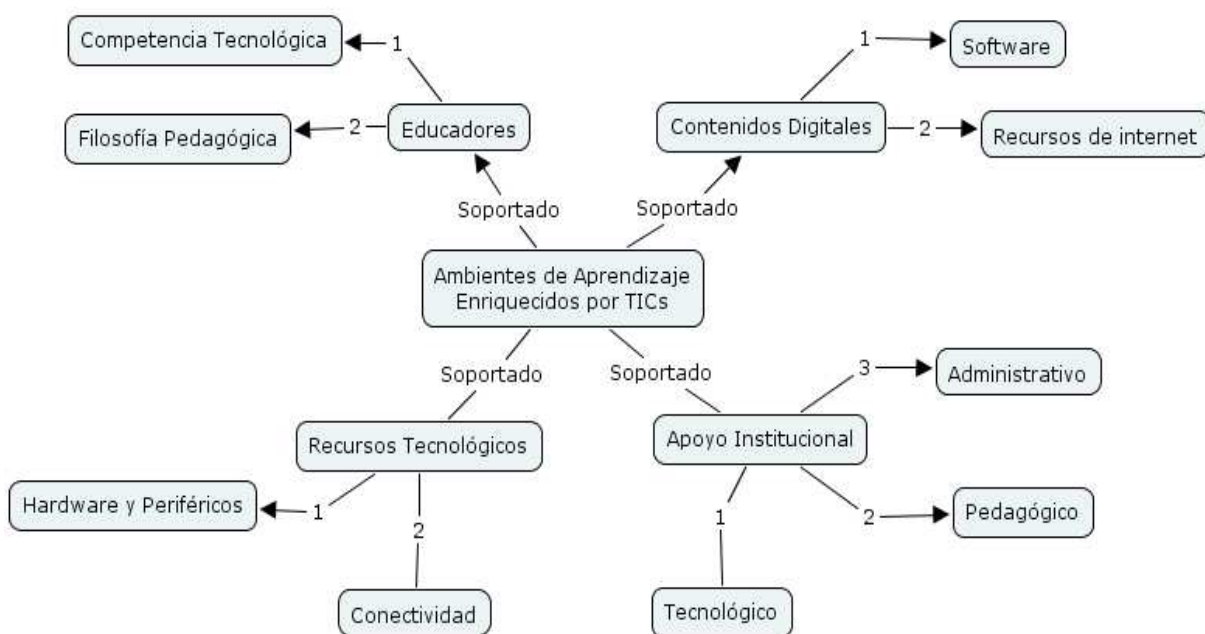 Competencia Tecnológica
1
Software
1
Filosofía Pedagógica
2
Educadores
Contenidos Digitales
2
Recursos de internet
Soportado
Soportado
Ambientes de Aprendizaje
Enriquecidos por TICs
Soportado
Soportado
3
Administrativo
Recursos Tecnológicos
Apoyo Institucional
Hardware y Periféricos
1
2
1
2
Pedagógico
Conectividad
Tecnológico